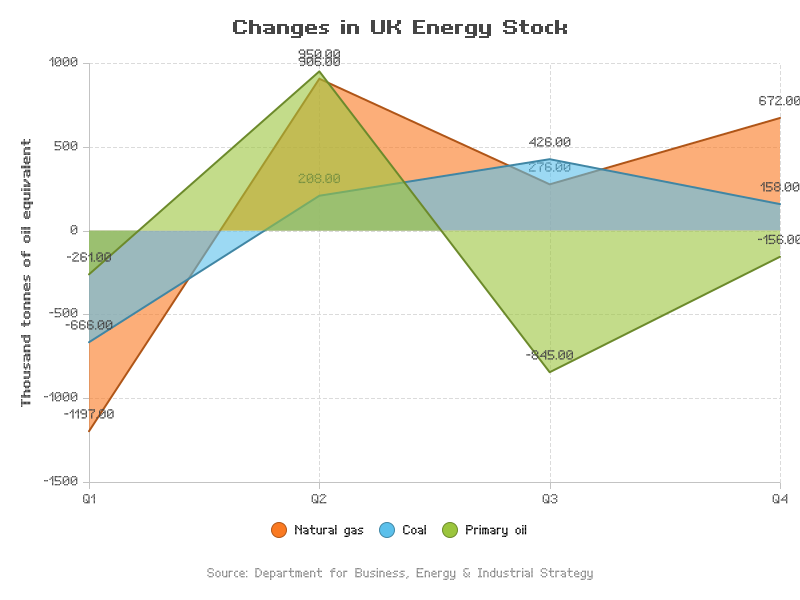 Changes in UK Energy Stock
Thousand tonnes of oil equivalent
1000
500
0
-500
-1000
-1500
Q1
Q2
Q3
Q4
950.00
906.00
208.00
426.00
276.00
672.00
158.00
-156.00
-261.00
-666.00
-845.00
-1197.00
Natural gas
Coal
Primary oil
Source: Department for Business, Energy & Industrial Strategy